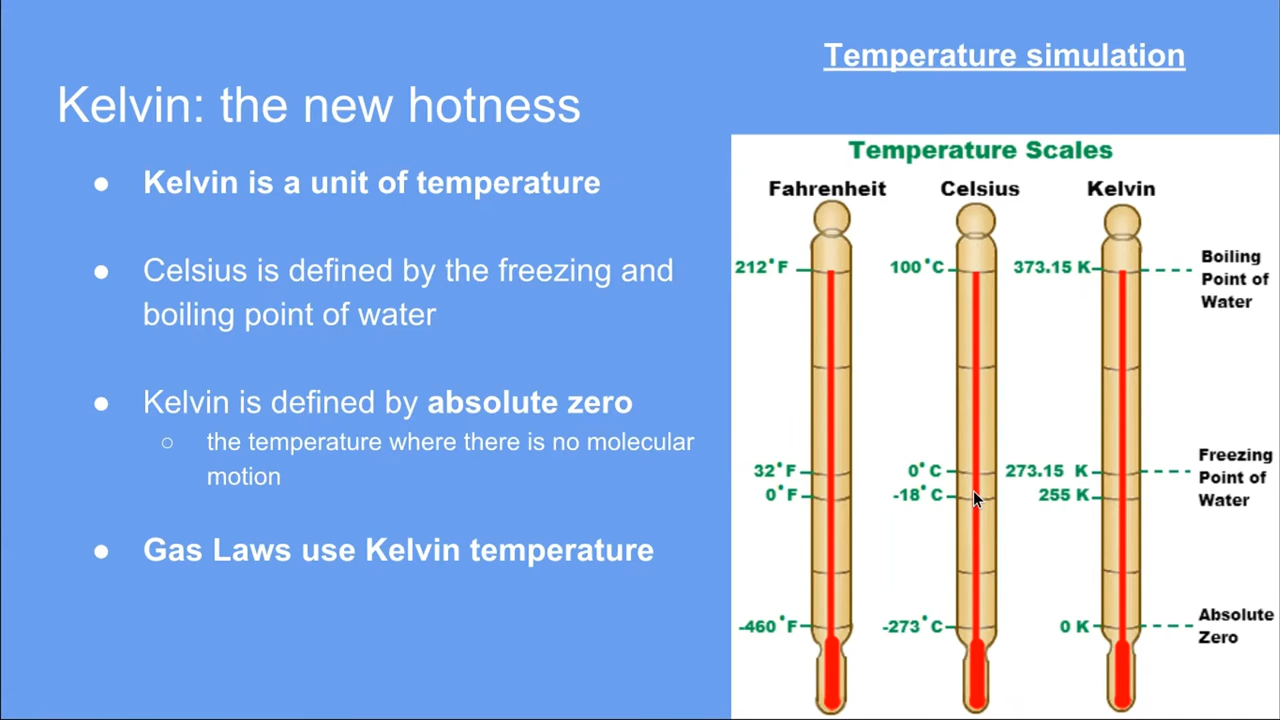 Temperature simulation
Kelvin: the new hotness
● Kelvin is a unit of temperature
● Celsius is defined by the freezing and
boiling point of water
● Kelvin is defined by absolute zero
○ the temperature where there is no molecular
motion
● Gas Laws use Kelvin temperature
Temperature Scales
Fahrenheit Celsius Kelvin
212°F 100°C 373.15 K
Boiling
Point of
Water
32°F 0°C 273.15 K
Freezing
Point of
Water
0°F -18°C 255 K
-460°F -273°C 0 K
Absolute
Zero